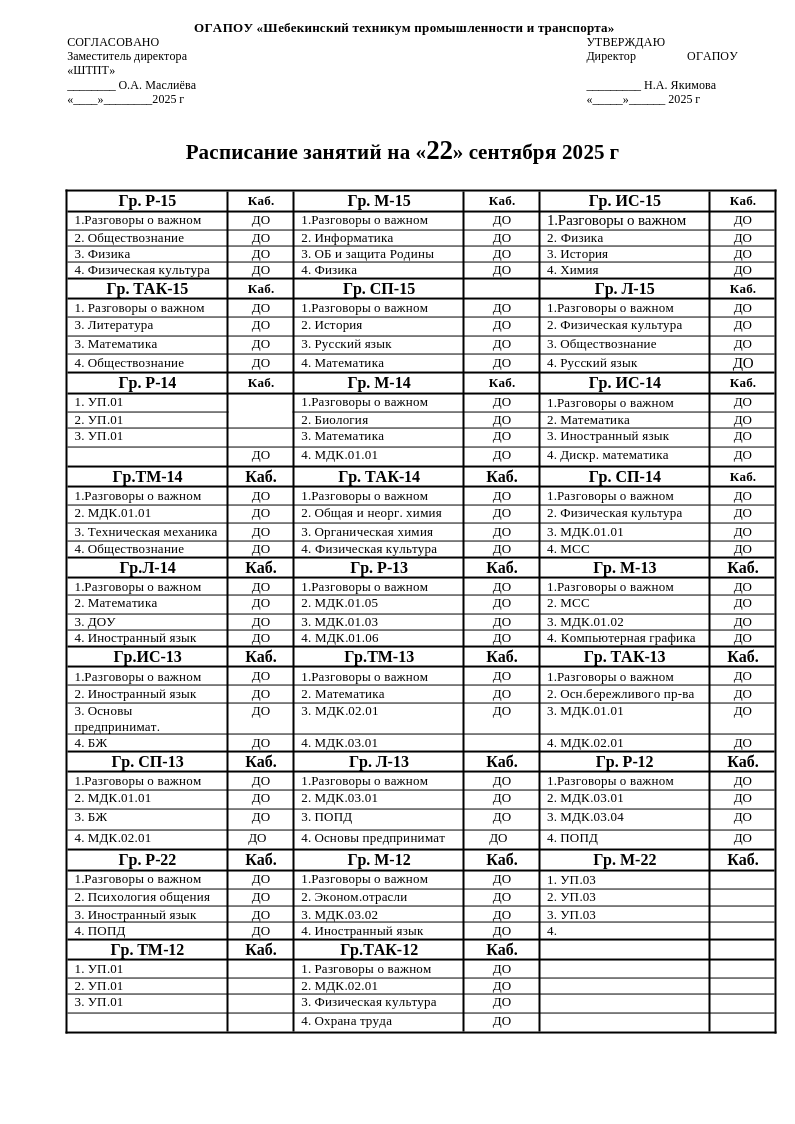 ОГАПОУ «Шебекинский техникум промышленности и транспорта»
СОГЛАСОВАНО УТВЕРЖДАЮ
Заместитель директора Директор ОГАПОУ
«ШТПТ»
________ О.А. Маслиёва _________ Н.А. Якимова
«____»________2025 г «_____»______ 2025 г
Расписание занятий на «22» сентября 2025 г
Гр. Р-15 Каб. Гр. М-15 Каб. Гр. ИС-15 Каб.
1.Разговоры о важном ДО 1.Разговоры о важном ДО 1.Разговоры о важном ДО
2. Обществознание ДО 2. Информатика ДО 2. Физика ДО
3. Физика ДО 3. ОБ и защита Родины ДО 3. История ДО
4. Физическая культура ДО 4. Физика ДО 4. Химия ДО
Гр. ТАК-15 Каб. Гр. СП-15 Гр. Л-15 Каб.
1. Разговоры о важном ДО 1.Разговоры о важном ДО 1.Разговоры о важном ДО
3. Литература ДО 2. История ДО 2. Физическая культура ДО
3. Математика ДО 3. Русский язык ДО 3. Обществознание ДО
4. Обществознание ДО 4. Математика ДО 4. Русский язык ДО
Гр. Р-14 Каб. Гр. М-14 Каб. Гр. ИС-14 Каб.
1. УП.01 1.Разговоры о важном ДО 1.Разговоры о важном ДО
2. УП.01 2. Биология ДО 2. Математика ДО
3. УП.01 3. Математика ДО 3. Иностранный язык ДО
ДО 4. МДК.01.01 ДО 4. Дискр. математика ДО
Гр.ТМ-14 Каб. Гр. ТАК-14 Каб. Гр. СП-14 Каб.
1.Разговоры о важном ДО 1.Разговоры о важном ДО 1.Разговоры о важном ДО
2. МДК.01.01 ДО 2. Общая и неорг. химия ДО 2. Физическая культура ДО
3. Техническая механика ДО 3. Органическая химия ДО 3. МДК.01.01 ДО
4. Обществознание ДО 4. Физическая культура ДО 4. МСС ДО
Гр.Л-14 Каб. Гр. Р-13 Каб. Гр. М-13 Каб.
1.Разговоры о важном ДО 1.Разговоры о важном ДО 1.Разговоры о важном ДО
2. Математика ДО 2. МДК.01.05 ДО 2. МСС ДО
3. ДОУ ДО 3. МДК.01.03 ДО 3. МДК.01.02 ДО
4. Иностранный язык ДО 4. МДК.01.06 ДО 4. Компьютерная графика ДО
Гр.ИС-13 Каб. Гр.ТМ-13 Каб. Гр. ТАК-13 Каб.
1.Разговоры о важном ДО 1.Разговоры о важном ДО 1.Разговоры о важном ДО
2. Иностранный язык ДО 2. Математика ДО 2. Осн.бережливого пр-ва ДО
3. Основы ДО 3. МДК.02.01 ДО 3. МДК.01.01 ДО
предпринимат.
4. БЖ ДО 4. МДК.03.01 4. МДК.02.01 ДО
Гр. СП-13 Каб. Гр. Л-13 Каб. Гр. Р-12 Каб.
1.Разговоры о важном ДО 1.Разговоры о важном ДО 1.Разговоры о важном ДО
2. МДК.01.01 ДО 2. МДК.03.01 ДО 2. МДК.03.01 ДО
3. БЖ ДО 3. ПОПД ДО 3. МДК.03.04 ДО
4. МДК.02.01 ДО 4. Основы предпринимат ДО 4. ПОПД ДО
Гр. Р-22 Каб. Гр. М-12 Каб. Гр. М-22 Каб.
1.Разговоры о важном ДО 1.Разговоры о важном ДО 1. УП.03
2. Психология общения ДО 2. Эконом.отрасли ДО 2. УП.03
3. Иностранный язык ДО 3. МДК.03.02 ДО 3. УП.03
4. ПОПД ДО 4. Иностранный язык ДО 4.
Гр. ТМ-12 Каб. Гр.ТАК-12 Каб.
1. УП.01 1. Разговоры о важном ДО
2. УП.01 2. МДК.02.01 ДО
3. УП.01 3. Физическая культура ДО
4. Охрана труда ДО